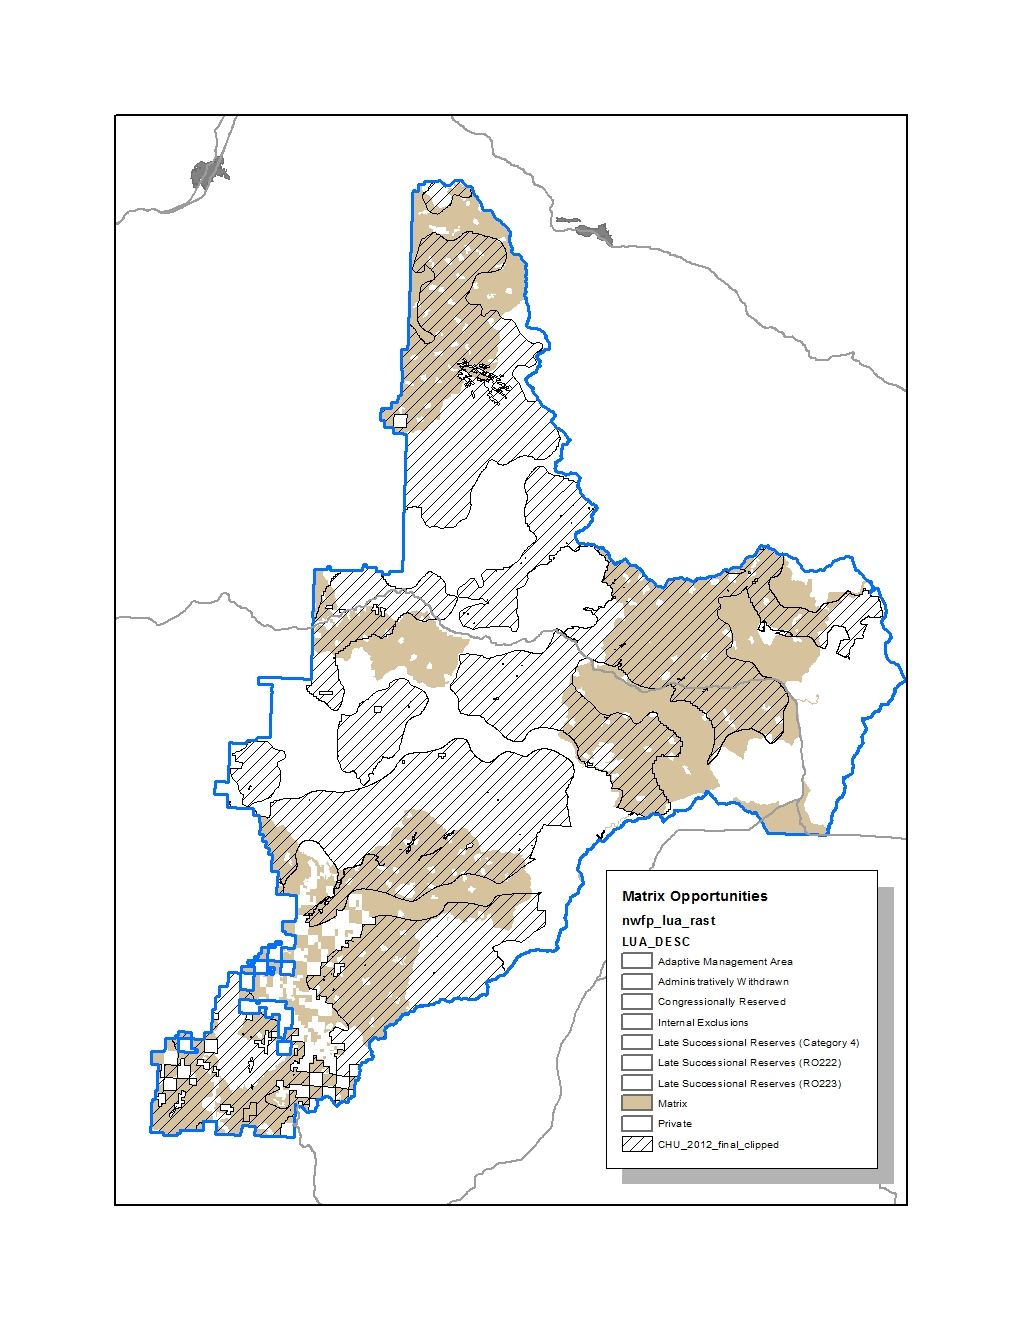 Matrix Opportunities
nwfp_lua_rast
LUA_DESC
Adaptive Management Area
Administratively Withdrawn
Congressionally Reserved
Internal Exclusions
Late Successional Reserves (Category 4)
Late Successional Reserves (RO222)
Late Successional Reserves (RO223)
Matrix
Private
CHU_2012_final_clipped